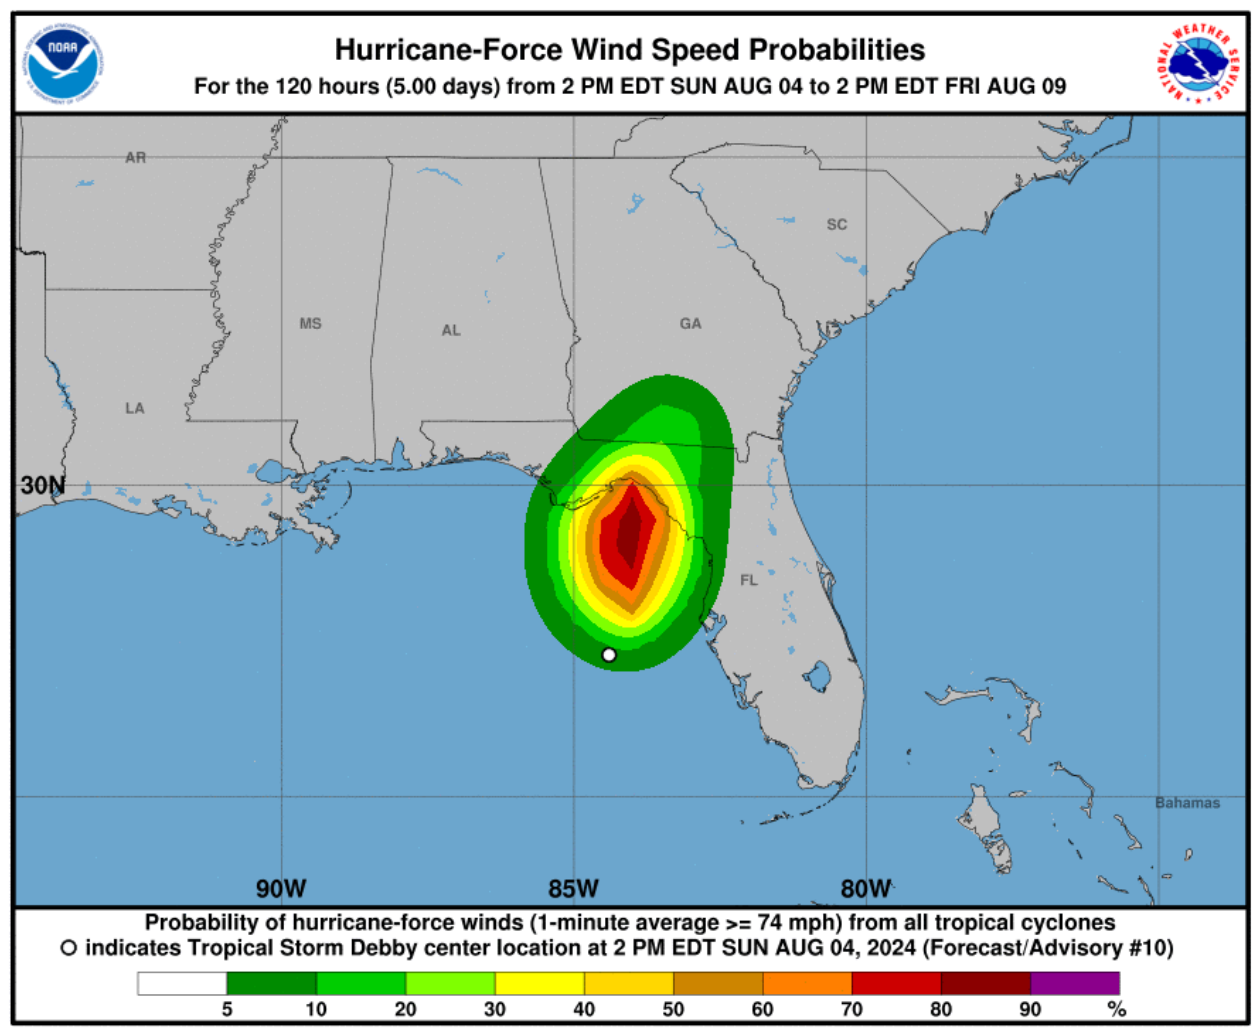 Hurricane-Force Wind Speed Probabilities
For the 120 hours (5.00 days) from 2 PM EDT SUN AUG 04 to 2 PM EDT FRI AUG 09
NOAA
NATIONAL WEATHER SERVICE
AR
SC
MS
AL
GA
LA
30N
FL
Bahamas
90W
85W
80W
Probability of hurricane-force winds (1-minute average >= 74 mph) from all tropical cyclones
O indicates Tropical Storm Debby center location at 2 PM EDT SUN AUG 04, 2024 (Forecast/Advisory #10)
5 10 20 30 40 50 60 70 80 90 %